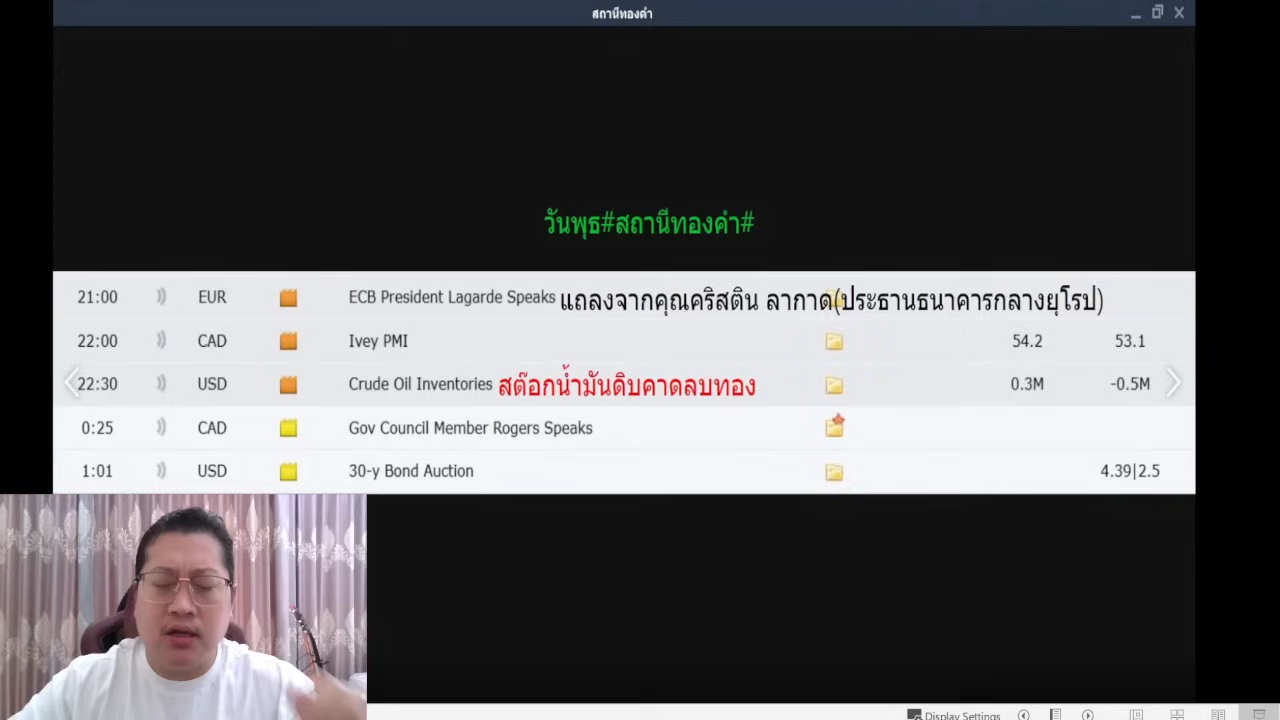 สถานีทองคำ
วันพุธ#สถานีทองคำ#
21:00 EUR ECB President Lagarde Speaks แถลงจากคุณคริสติน ลากาด(ประธานธนาคารกลางยุโรป)
22:00 CAD Ivey PMI 54.2 53.1
22:30 USD Crude Oil Inventories สต๊อกน้ำมันดิบคาดลบทอง 0.3M -0.5M
0:25 CAD Gov Council Member Rogers Speaks
1:01 USD 30-y Bond Auction 4.39|2.5
Display Settings